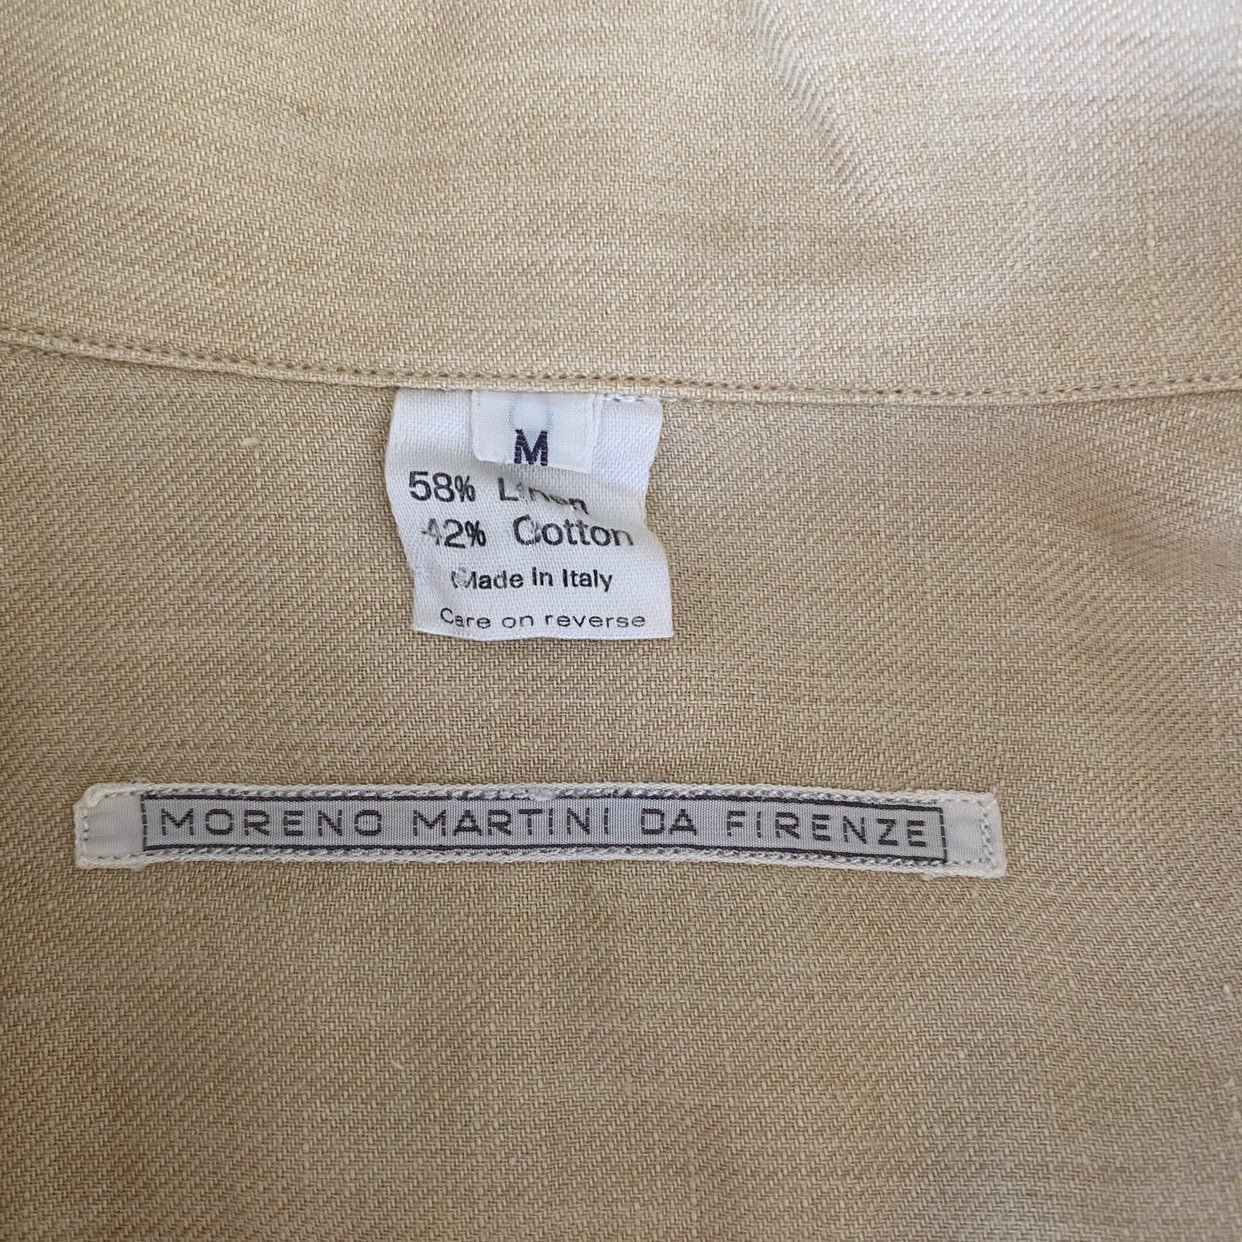 M
58% Linen
42% Cotton
Made in Italy
Care on reverse
MORENO MARTINI DA FIRENZE